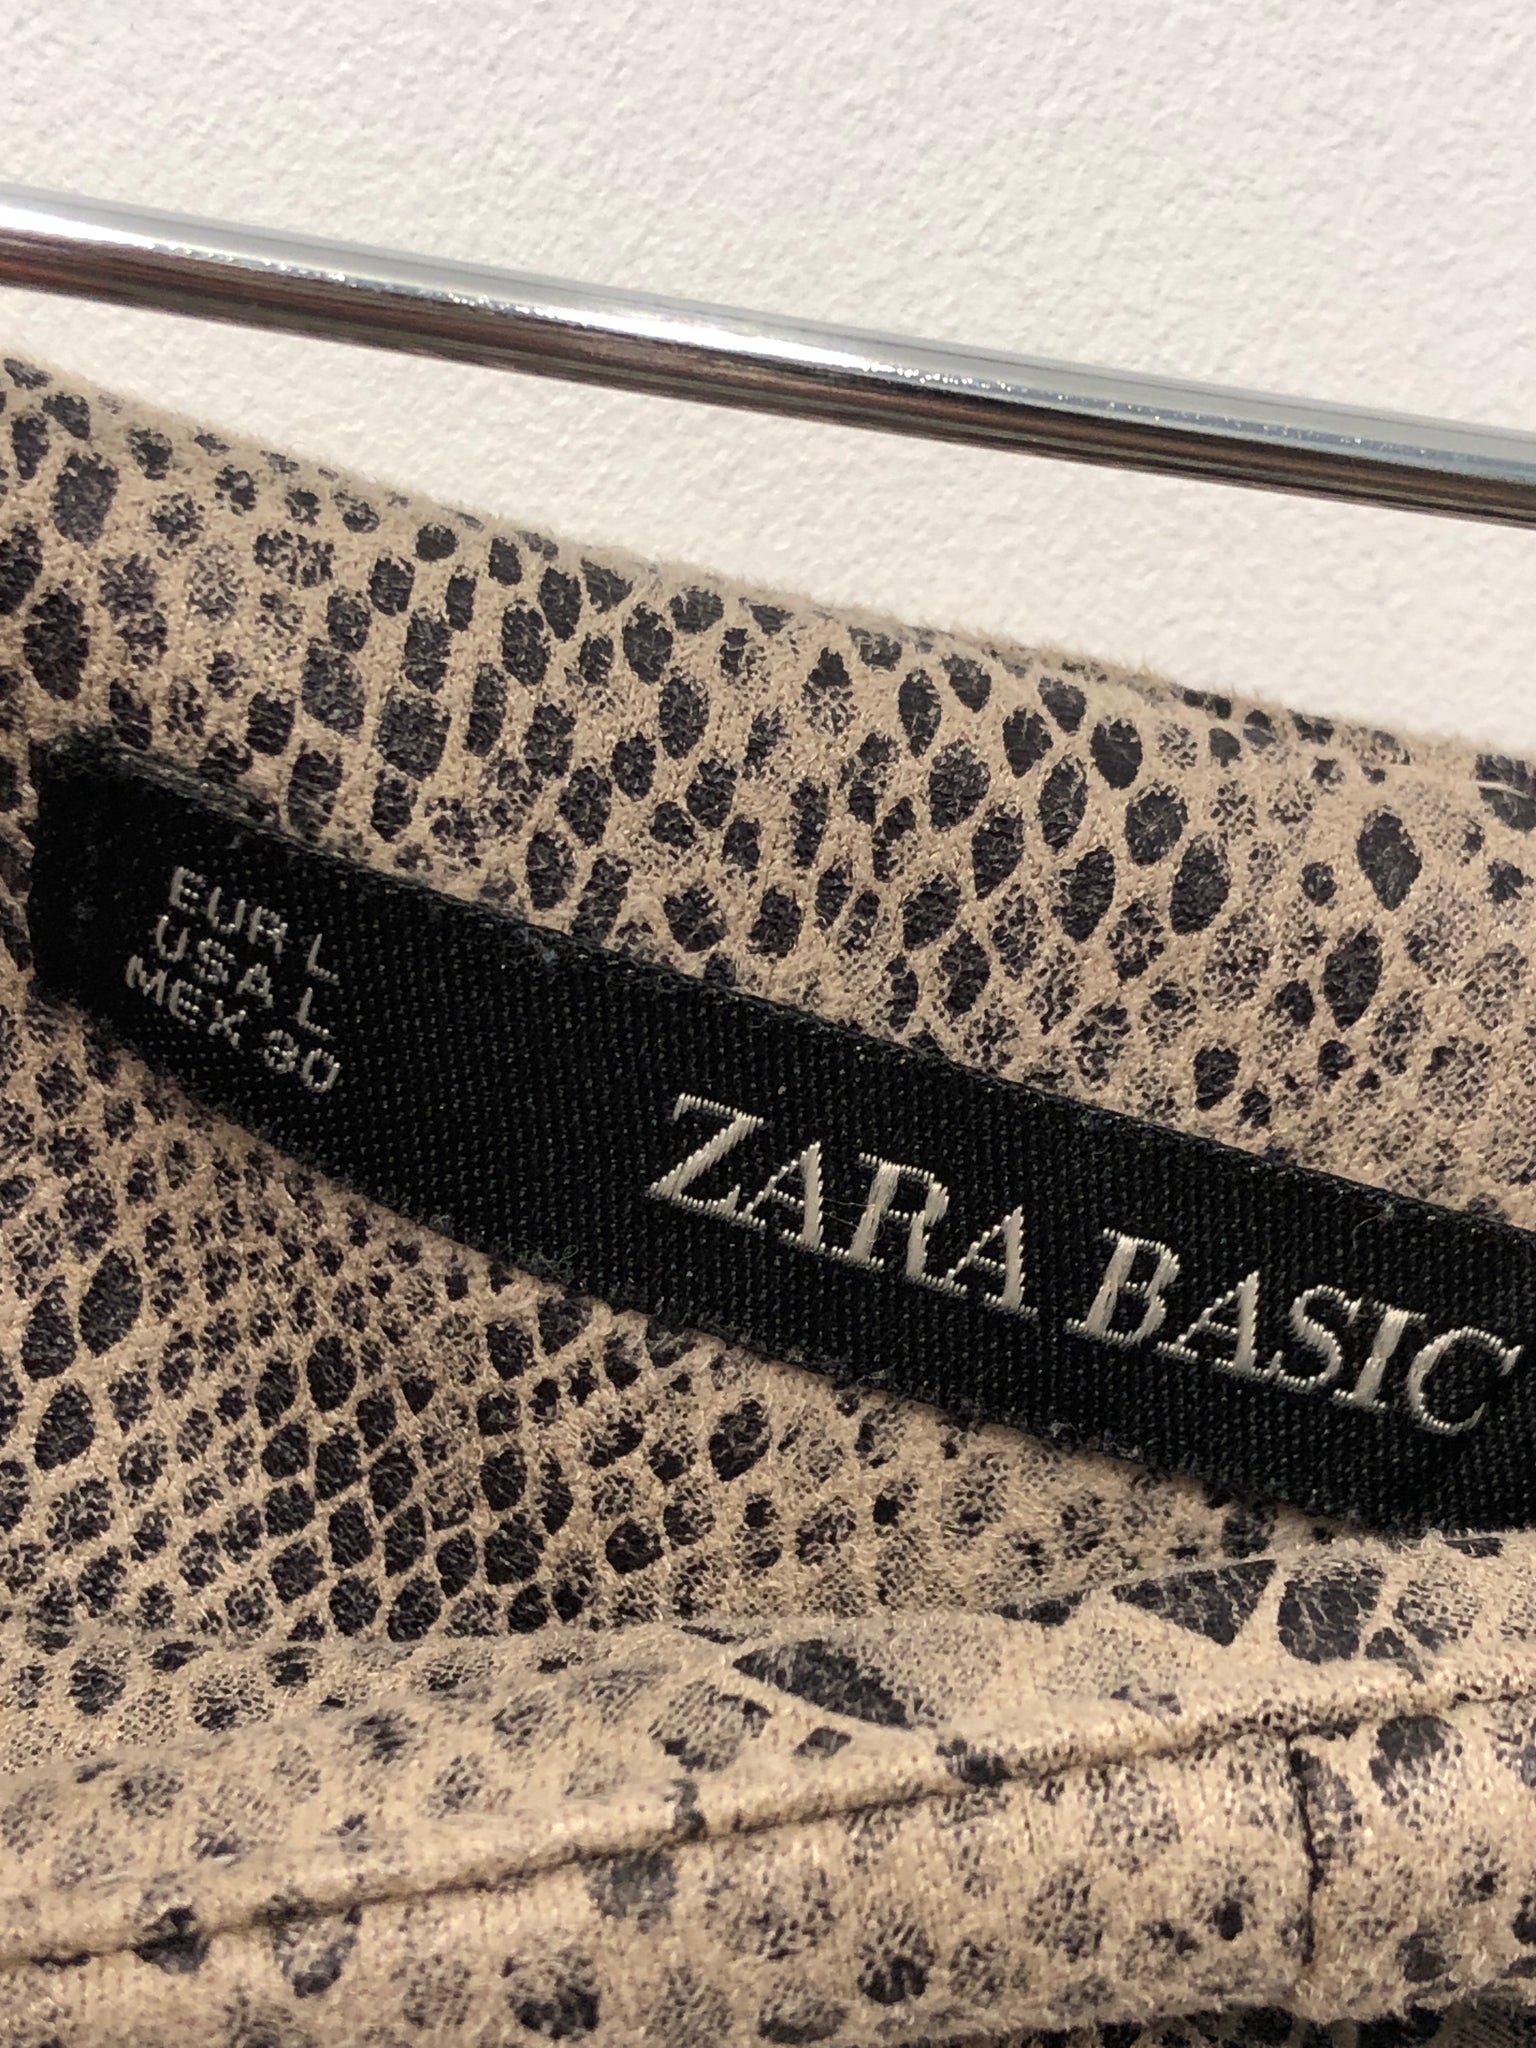 EUR L
USA L
MEX 30
ZARA BASIC